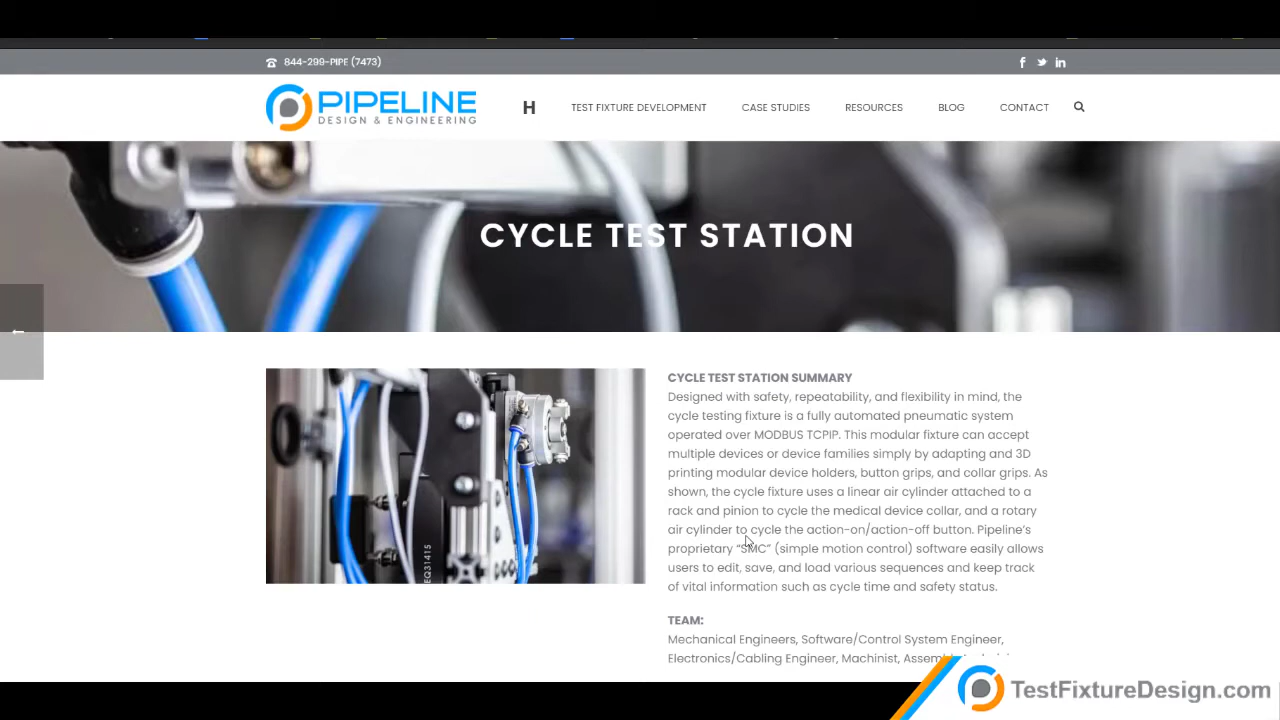 844-299-PIPE (7473)
PIPELINE
DESIGN & ENGINEERING
H
TEST FIXTURE DEVELOPMENT
CASE STUDIES
RESOURCES
BLOG
CONTACT
CYCLE TEST STATION
EQ31415
CYCLE TEST STATION SUMMARY
Designed with safety, repeatability, and flexibility in mind, the
cycle testing fixture is a fully automated pneumatic system
operated over MODBUS TCPIP. This modular fixture can accept
multiple devices or device families simply by adapting and 3D
printing modular device holders, button grips, and collar grips. As
shown, the cycle fixture uses a linear air cylinder attached to a
rack and pinion to cycle the medical device collar, and a rotary
air cylinder to cycle the action-on/action-off button. Pipeline’s
proprietary “SMC” (simple motion control) software easily allows
users to edit, save, and load various sequences and keep track
of vital information such as cycle time and safety status.
TEAM:
Mechanical Engineers, Software/Control System Engineer,
Electronics/Cabling Engineer, Machinist,
TestFixtureDesign.com